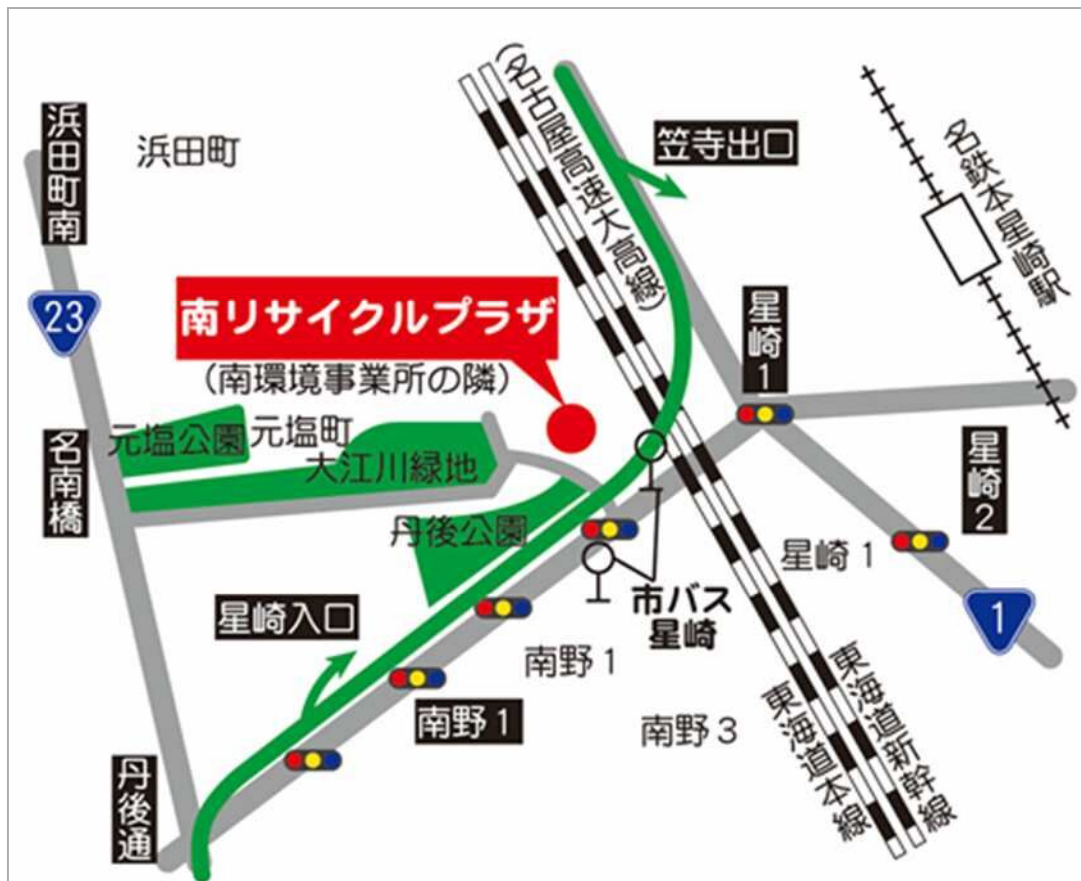 浜田町南
浜田町
23
(名古屋高速大高線)
笠寺出口
名鉄本星崎駅
南リサイクルプラザ
(南環境事業所の隣)
星崎1
元塩公園
元塩町
大江川緑地
名南橋
丹後公園
星崎2
星崎1
市バス
星崎
1
星崎入口
南野1
南野1
南野3
東海道本線
東海道新幹線
丹後通